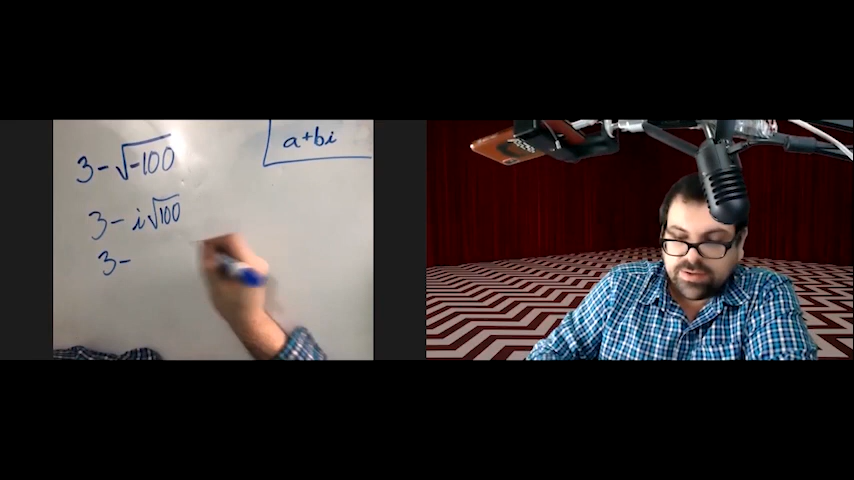 3 - √-100
a+bi
3 - i√100
3 -